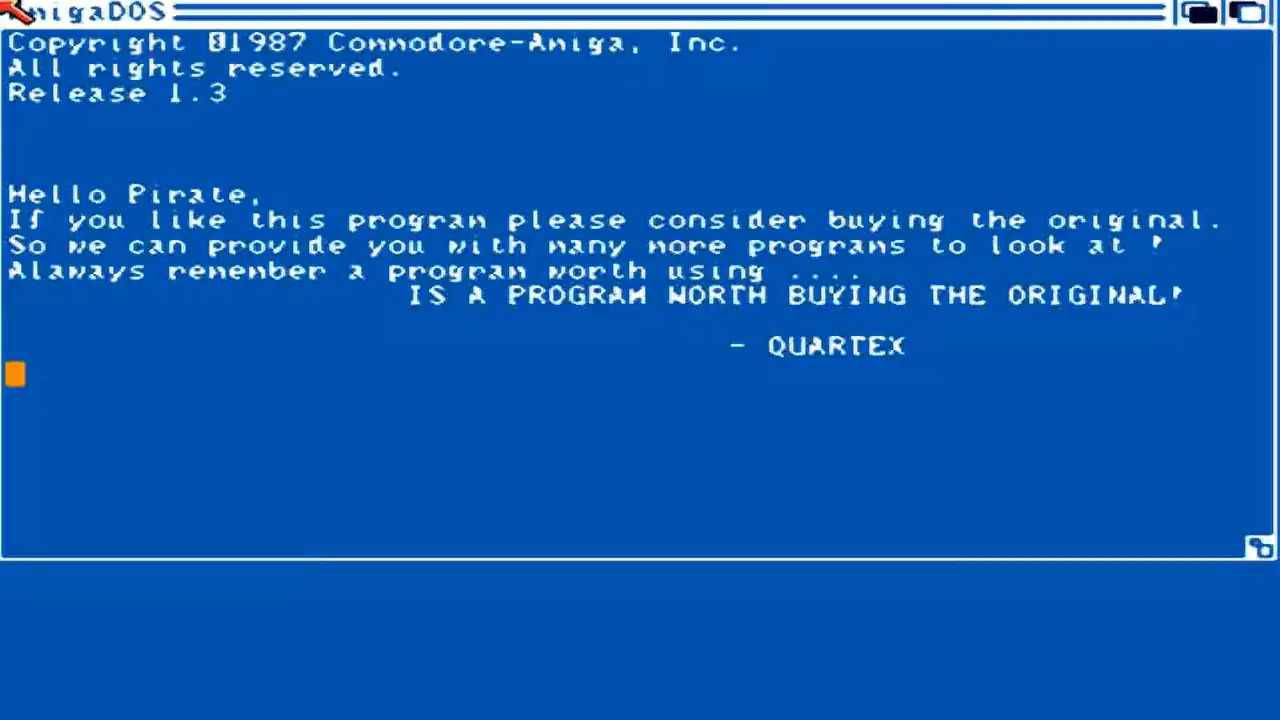 AmigaDOS
Copyright ©1987 Commodore-Amiga, Inc.
All rights reserved.
Release 1.3
Hello Pirate,
If you like this program please consider buying the original.
So we can provide you with many more programs to look at !
Always remember a program worth using ....
IS A PROGRAM WORTH BUYING THE ORIGINAL!
- QUARTEX